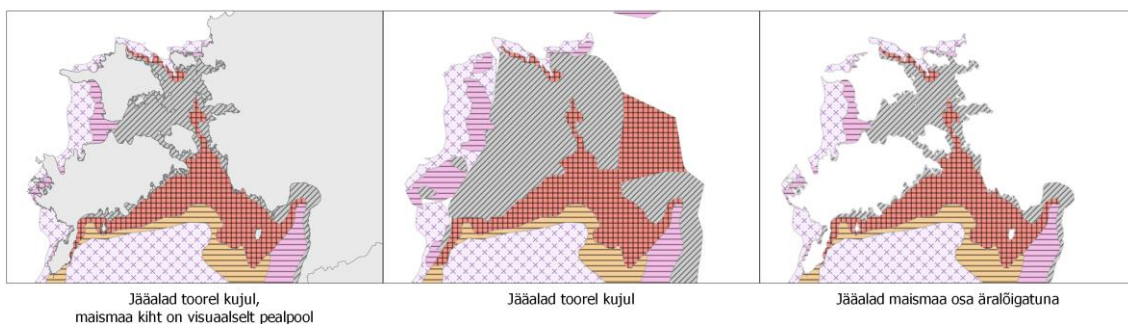 Jääalad toorel kujul,
maismaa kiht on visuaalselt pealpool
Jääalad toorel kujul
Jääalad maismaa osa äralõigatuna